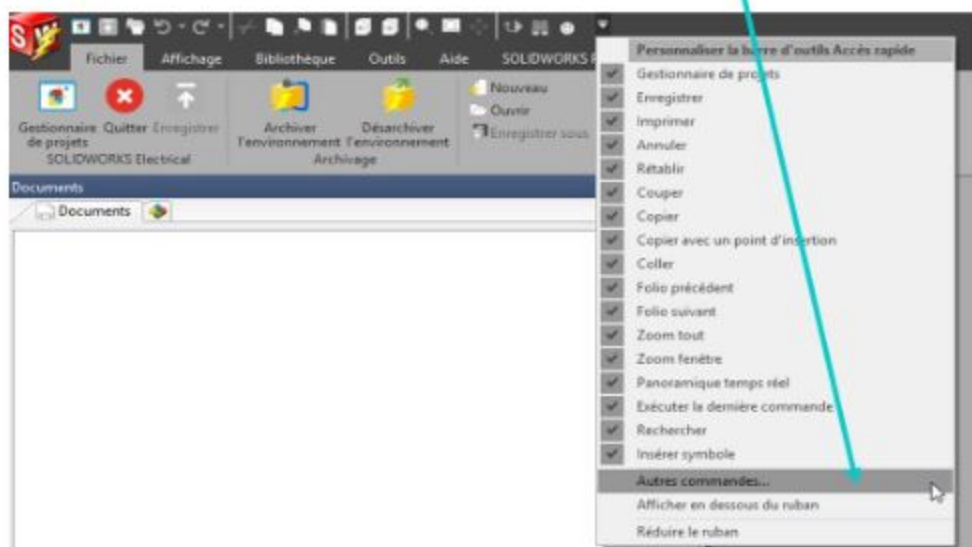 Fichier Affichage Bibliothèque Outils Aide SOLIDWORKS
Gestionnaire de projets
Quitter
Enregistrer
Archiver l'environnement
Désarchiver l'environnement
Nouveau
Ouvrir
Enregistrer sous
SOLIDWORKS Electrical
Archivage
Documents
Documents
Personnaliser la barre d'outils Accès rapide
Gestionnaire de projets
Enregistrer
Imprimer
Annuler
Rétablir
Couper
Copier
Copier avec un point d'insertion
Coller
Folio précédent
Folio suivant
Zoom tout
Zoom fenêtre
Panoramique temps réel
Exécuter la dernière commande
Rechercher
Insérer symbole
Autres commandes...
Afficher en dessous du ruban
Réduire le ruban